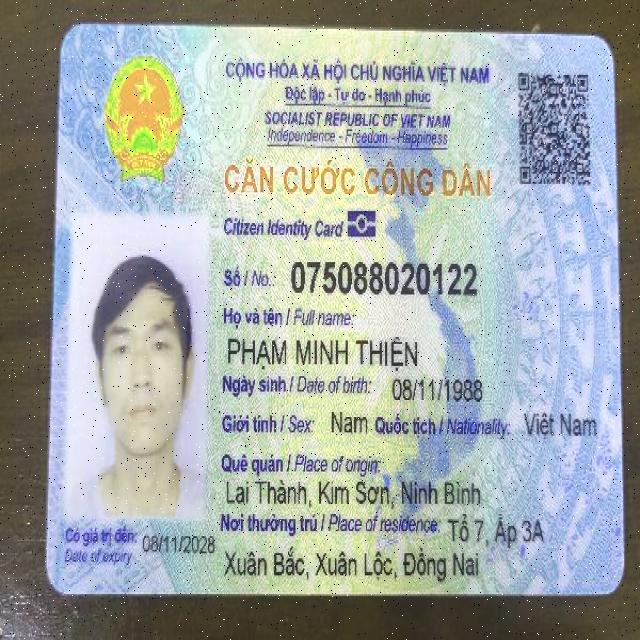 CỘNG HÒA XÃ HỘI CHỦ NGHĨA VIỆT NAM
Độc lập - Tự do - Hạnh phúc
SOCIALIST REPUBLIC OF VIET NAM
Independence - Freedom - Happiness
CĂN CƯỚC CÔNG DÂN
Citizen Identity Card
Số / No.: 075088020122
Họ và tên / Full name:
PHẠM MINH THIỆN
Ngày sinh / Date of birth: 08/11/1988
Giới tính / Sex: Nam Quốc tịch / Nationality: Việt Nam
Quê quán / Place of origin:
Lai Thành, Kim Sơn, Ninh Bình
Nơi thường trú / Place of residence: Tổ 7, Ấp 3A
Xuân Bắc, Xuân Lộc, Đồng Nai
Có giá trị đến: 08/11/2028
Date of expiry